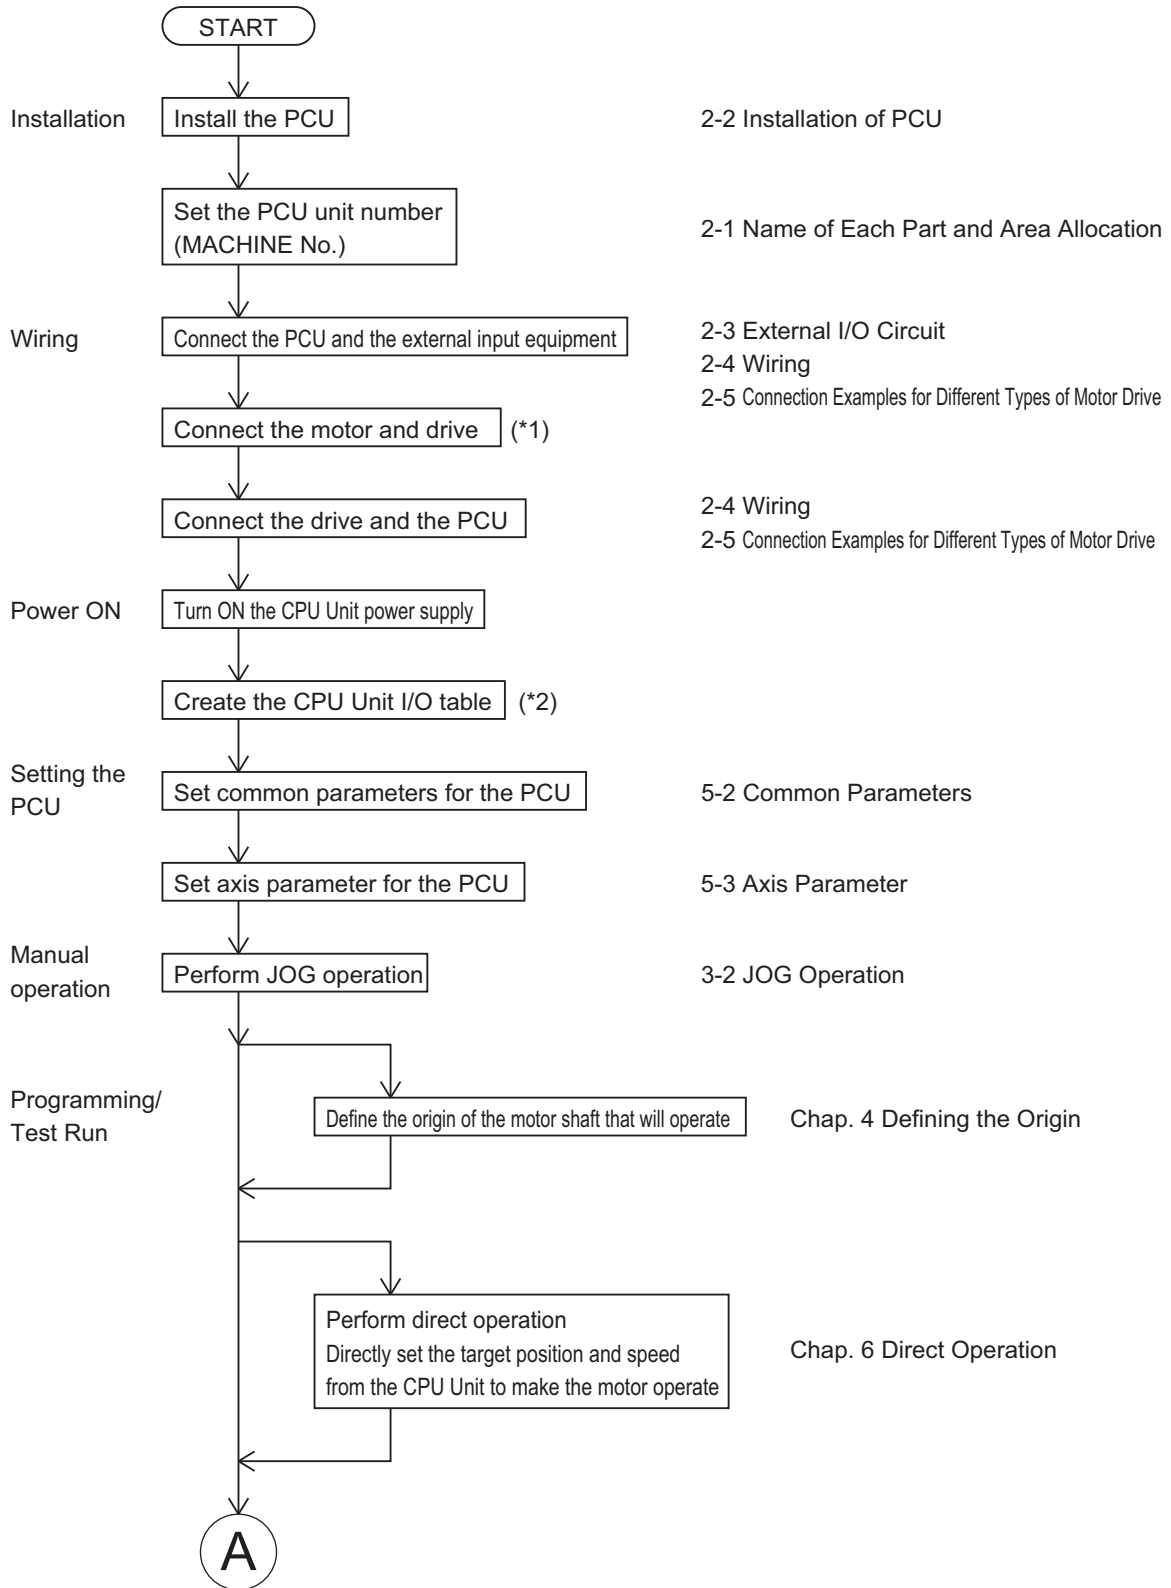 START
Installation
Install the PCU
2-2 Installation of PCU
Set the PCU unit number
(MACHINE No.)
2-1 Name of Each Part and Area Allocation
Wiring
Connect the PCU and the external input equipment
2-3 External I/O Circuit
2-4 Wiring
2-5 Connection Examples for Different Types of Motor Drive
Connect the motor and drive (*1)
Connect the drive and the PCU
2-4 Wiring
2-5 Connection Examples for Different Types of Motor Drive
Power ON
Turn ON the CPU Unit power supply
Create the CPU Unit I/O table (*2)
Setting the
PCU
Set common parameters for the PCU
5-2 Common Parameters
Set axis parameter for the PCU
5-3 Axis Parameter
Manual
operation
Perform JOG operation
3-2 JOG Operation
Programming/
Test Run
Define the origin of the motor shaft that will operate
Chap. 4 Defining the Origin
Perform direct operation
Directly set the target position and speed
from the CPU Unit to make the motor operate
Chap. 6 Direct Operation
A